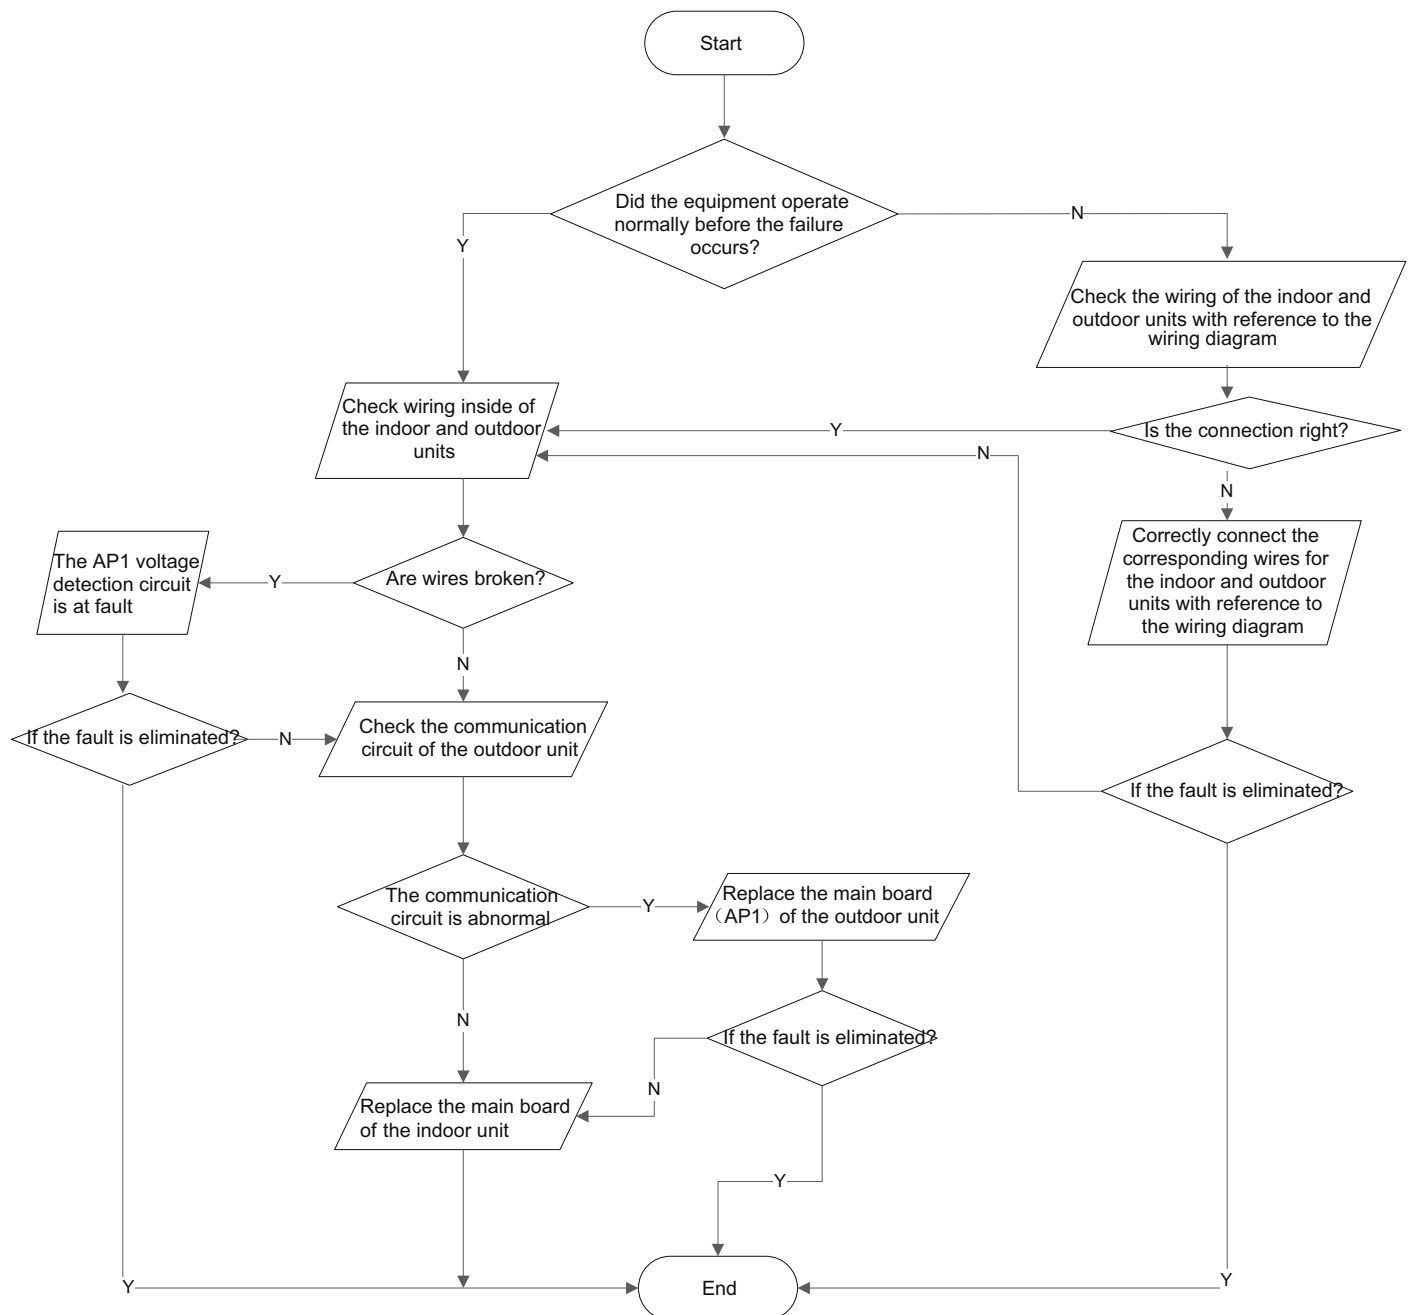 Start
Did the equipment operate
normally before the failure
occurs?
Y
N
Check the wiring of the indoor and
outdoor units with reference to the
wiring diagram
Check wiring inside of
the indoor and outdoor
units
Y
Is the connection right?
N
N
Correctly connect the
corresponding wires for
the indoor and outdoor
units with reference to
the wiring diagram
The AP1 voltage
detection circuit
is at fault
Y
Are wires broken?
N
If the fault is eliminated?
N
Check the communication
circuit of the outdoor unit
If the fault is eliminated?
The communication
circuit is abnormal
Y
Replace the main board
（AP1）of the outdoor unit
N
If the fault is eliminated?
N
Replace the main board
of the indoor unit
Y
Y
End
Y